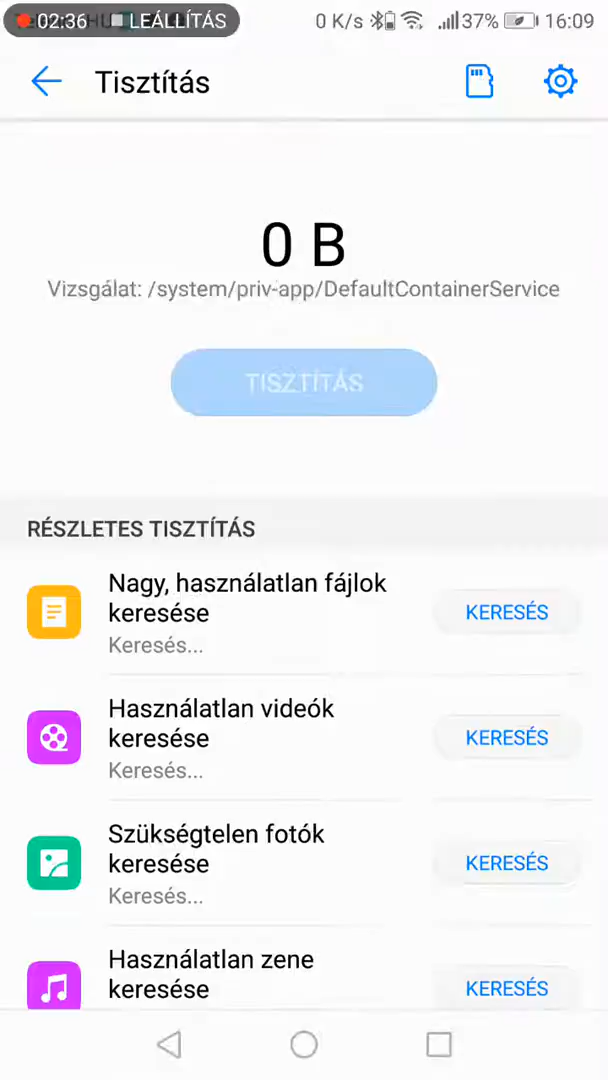 02:36 LEÁLLÍTÁS 0 K/s 37% 16:09
Tisztítás
0 B
Vizsgálat: /system/priv-app/DefaultContainerService
TISZTÍTÁS
RÉSZLETES TISZTÍTÁS
Nagy, használatlan fájlok
keresése
Keresés...
KERESÉS
Használatlan videók
keresése
Keresés...
KERESÉS
Szükségtelen fotók
keresése
Keresés...
KERESÉS
Használatlan zene
keresése
KERESÉS